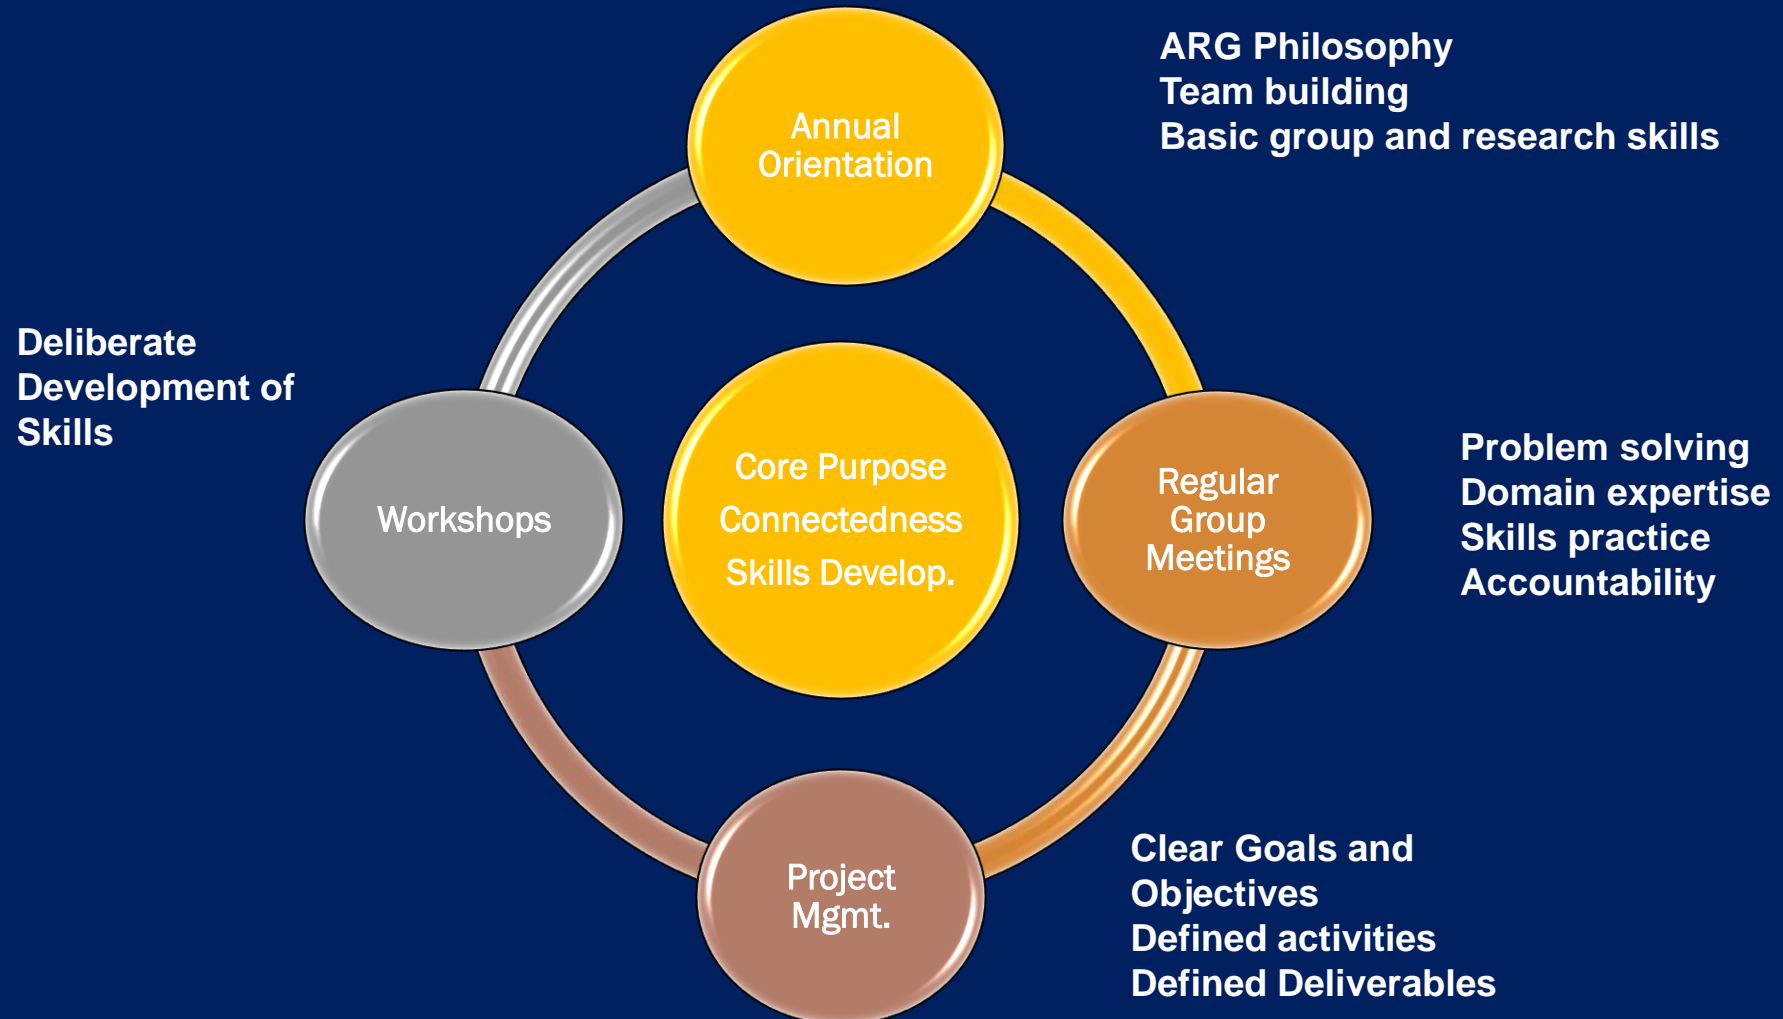 Annual
Orientation
ARG Philosophy
Team building
Basic group and research skills
Deliberate
Development of
Skills
Workshops
Core Purpose
Connectedness
Skills Develop.
Regular
Group
Meetings
Problem solving
Domain expertise
Skills practice
Accountability
Project
Mgmt.
Clear Goals and
Objectives
Defined activities
Defined Deliverables